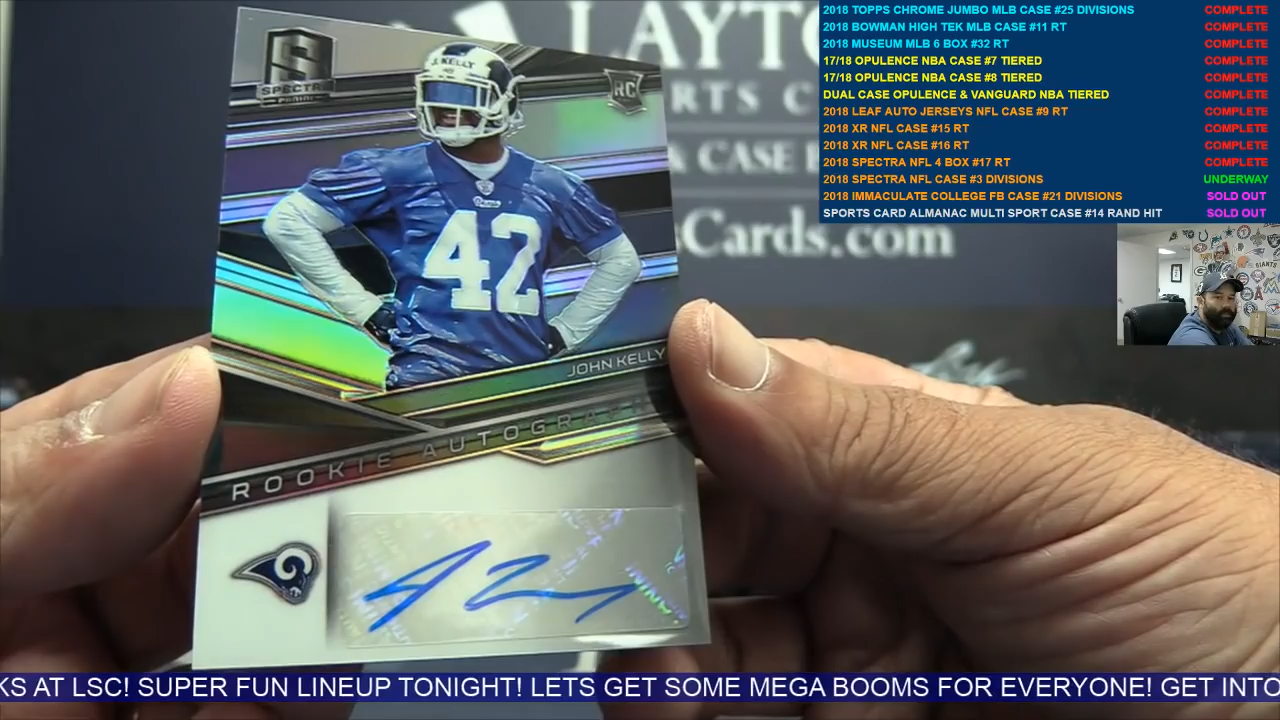 2018 TOPPS CHROME JUMBO MLB CASE #25 DIVISIONS COMPLETE
2018 BOWMAN HIGH TEK MLB CASE #11 RT COMPLETE
2018 MUSEUM MLB 6 BOX #32 RT COMPLETE
17/18 OPULENCE NBA CASE #7 TIERED COMPLETE
17/18 OPULENCE NBA CASE #8 TIERED COMPLETE
DUAL CASE OPULENCE & VANGUARD NBA TIERED COMPLETE
2018 LEAF AUTO JERSEYS NFL CASE #9 RT COMPLETE
2018 XR NFL CASE #15 RT COMPLETE
2018 XR NFL CASE #16 RT COMPLETE
2018 SPECTRA NFL 4 BOX #17 RT COMPLETE
2018 SPECTRA NFL CASE #3 DIVISIONS UNDERWAY
2018 IMMACULATE COLLEGE FB CASE #21 DIVISIONS SOLD OUT
SPORTS CARD ALMANAC MULTI SPORT CASE #14 RAND HIT SOLD OUT
LAYTO
RTS C
& CASE
Cards.com
S
SPECTRA
J. KELLY
RC
Rams
42
JOHN KELLY
ROOKIE AUTOGRAPH
GIANTS
KS AT LSC! SUPER FUN LINEUP TONIGHT! LETS GET SOME MEGA BOOMS FOR EVERYONE! GET INTO